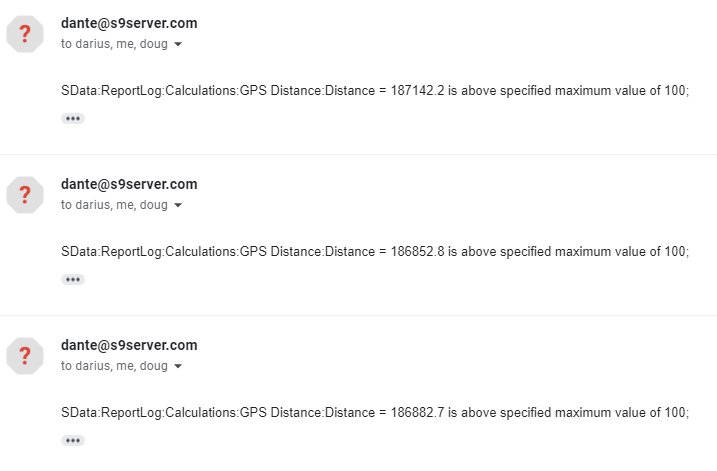 ?
dante@s9server.com
to darius, me, doug
SData:ReportLog:Calculations:GPS Distance:Distance = 187142.2 is above specified maximum value of 100;
?
dante@s9server.com
to darius, me, doug
SData:ReportLog:Calculations:GPS Distance:Distance = 186852.8 is above specified maximum value of 100;
?
dante@s9server.com
to darius, me, doug
SData:ReportLog:Calculations:GPS Distance:Distance = 186882.7 is above specified maximum value of 100;